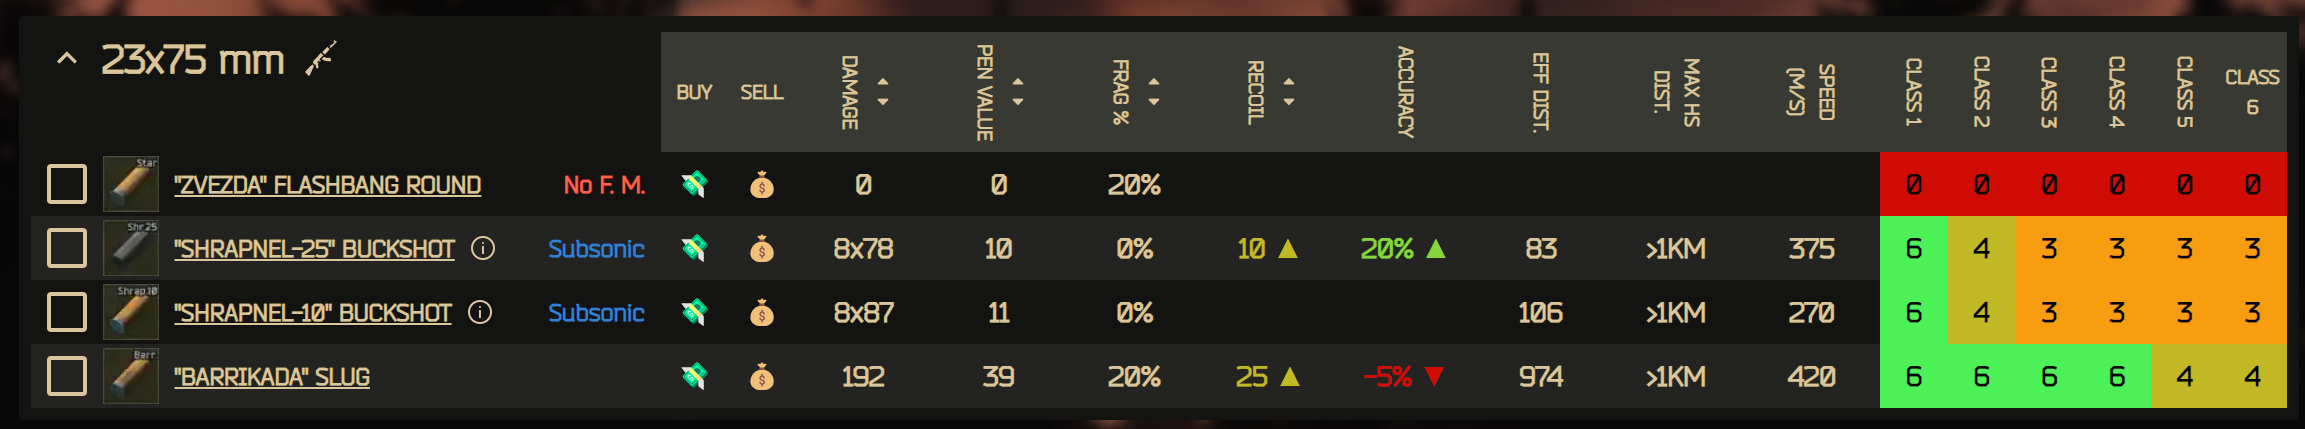 23x75 mm
BUY SELL DAMAGE PEN VALUE FRAG % RECOIL ACCURACY EFF DIST. MAX HS DIST. SPEED (M/S) CLASS 1 CLASS 2 CLASS 3 CLASS 4 CLASS 5 CLASS 6
Star "ZVEZDA" FLASHBANG ROUND No F. M. 0 0 20% 0 0 0 0 0 0
Shr.25 "SHRAPNEL-25" BUCKSHOT Subsonic 8x78 10 0% 10 ▲ 20% ▲ 83 >1KM 375 6 4 3 3 3 3
Shrap10 "SHRAPNEL-10" BUCKSHOT Subsonic 8x87 11 0% 106 >1KM 270 6 4 3 3 3 3
Barr. "BARRIKADA" SLUG 192 39 20% 25 ▲ -5% ▼ 974 >1KM 420 6 6 6 6 4 4